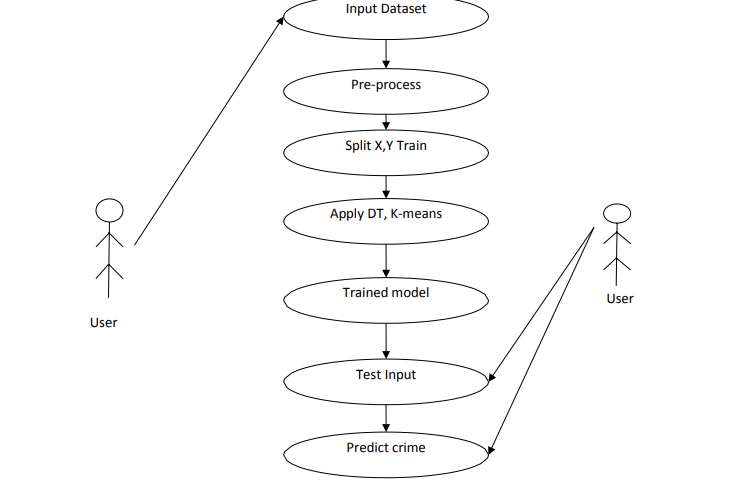 Input Dataset
Pre-process
Split X,Y Train
Apply DT, K-means
Trained model
User
User
Test Input
Predict crime